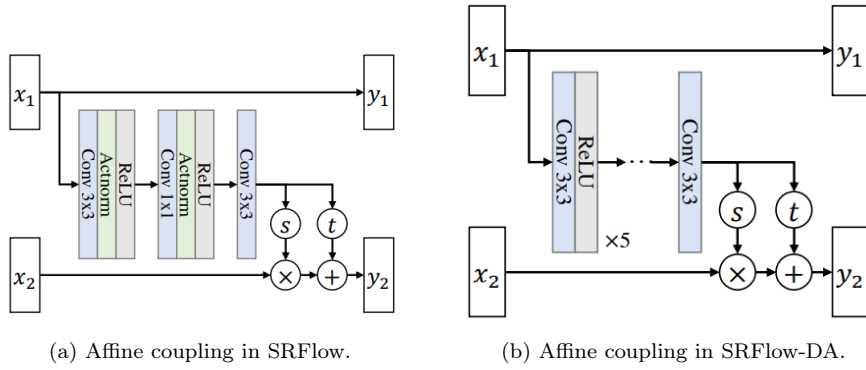 x₁
y₁
Conv 3x3
Actnorm
ReLU
Conv 1x1
Actnorm
ReLU
Conv 3x3
s
t
x₂
×
+
y₂
(a) Affine coupling in SRFlow.
x₁
y₁
Conv 3x3
ReLU
...
Conv 3x3
×5
s
t
x₂
×
+
y₂
(b) Affine coupling in SRFlow-DA.